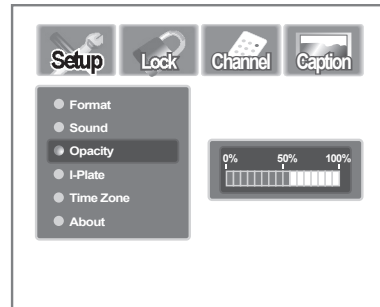 Setup Lock Channel Caption
Format
Sound
Opacity
I-Plate
Time Zone
About
0% 50% 100%